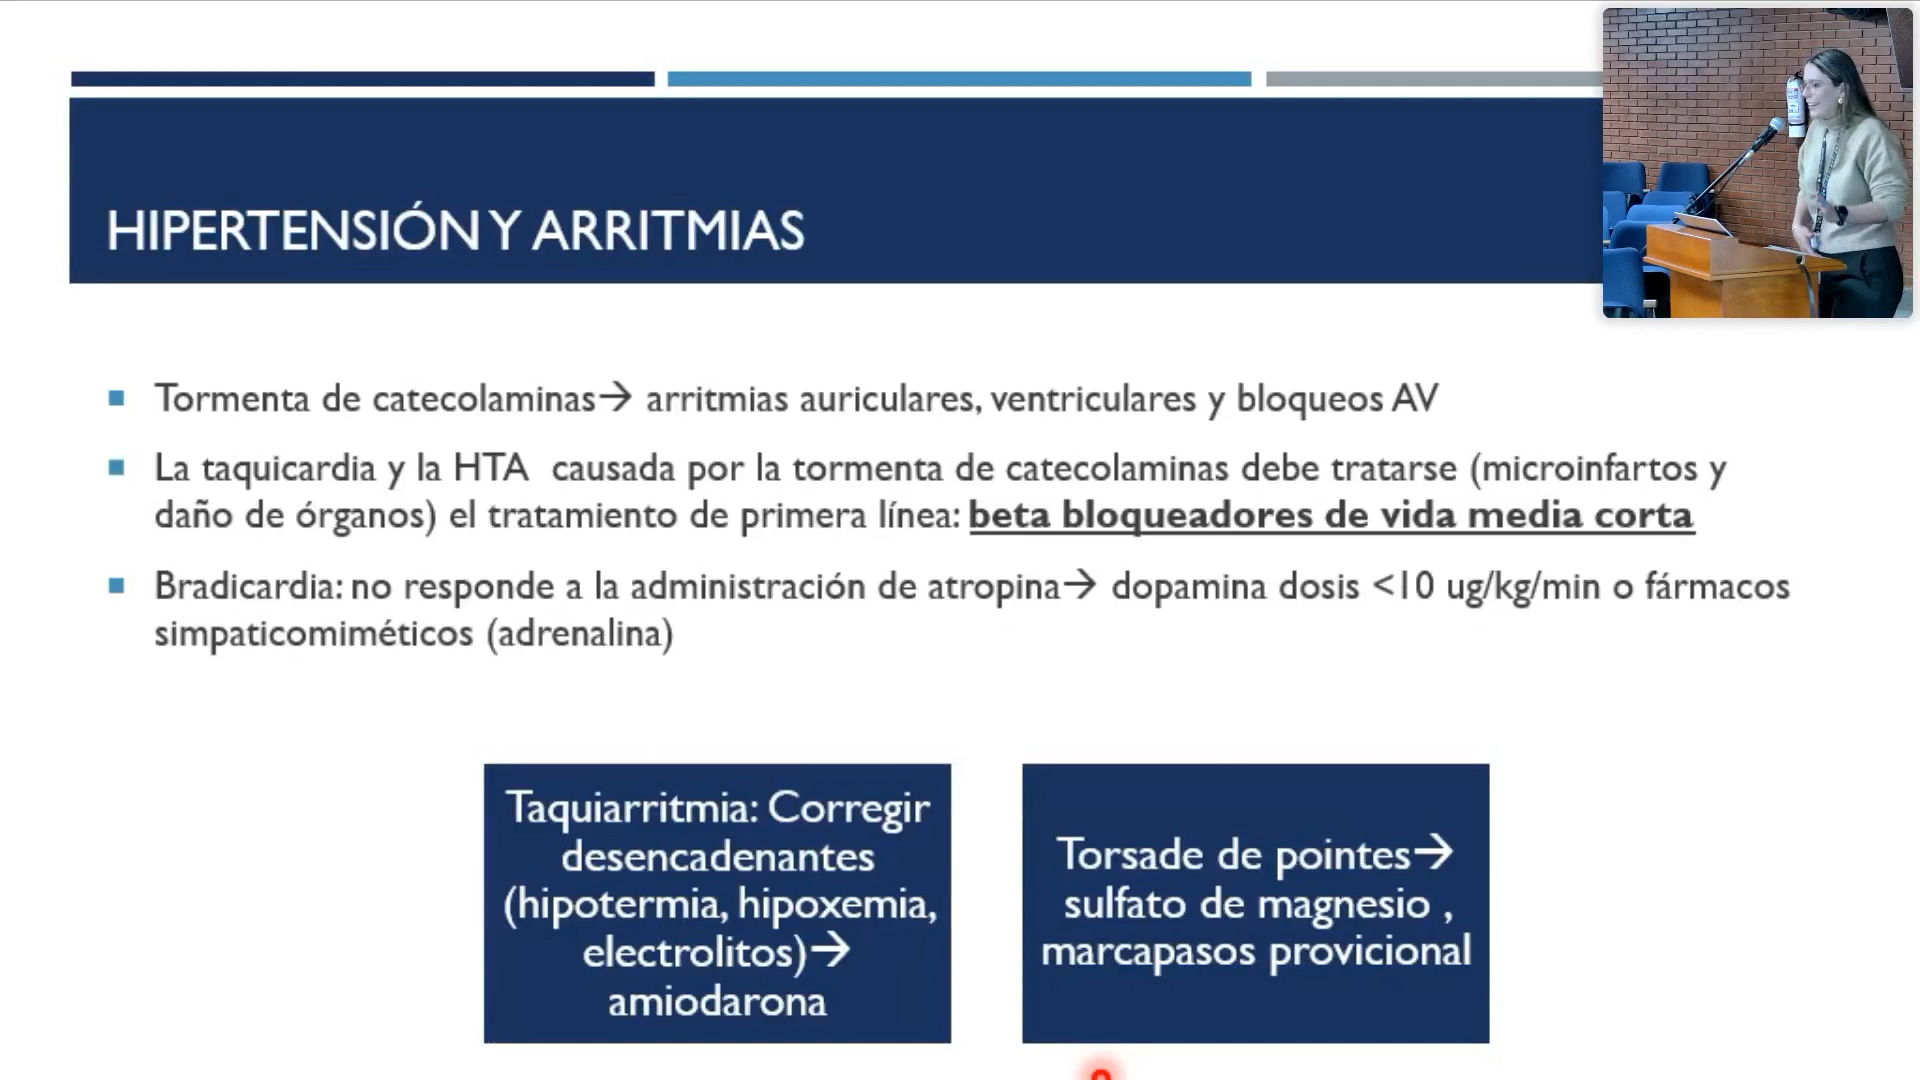 HIPERTENSIÓN Y ARRITMIAS
Tormenta de catecolaminas→ arritmias auriculares, ventriculares y bloqueos AV
La taquicardia y la HTA causada por la tormenta de catecolaminas debe tratarse (microinfartos y
daño de órganos) el tratamiento de primera línea: beta bloqueadores de vida media corta
Bradicardia: no responde a la administración de atropina→ dopamina dosis <10 ug/kg/min o fármacos
simpaticomiméticos (adrenalina)
Taquiarritmia: Corregir
desencadenantes
(hipotermia, hipoxemia,
electrolitos)→
amiodarona
Torsade de pointes→
sulfato de magnesio ,
marcapasos provicional